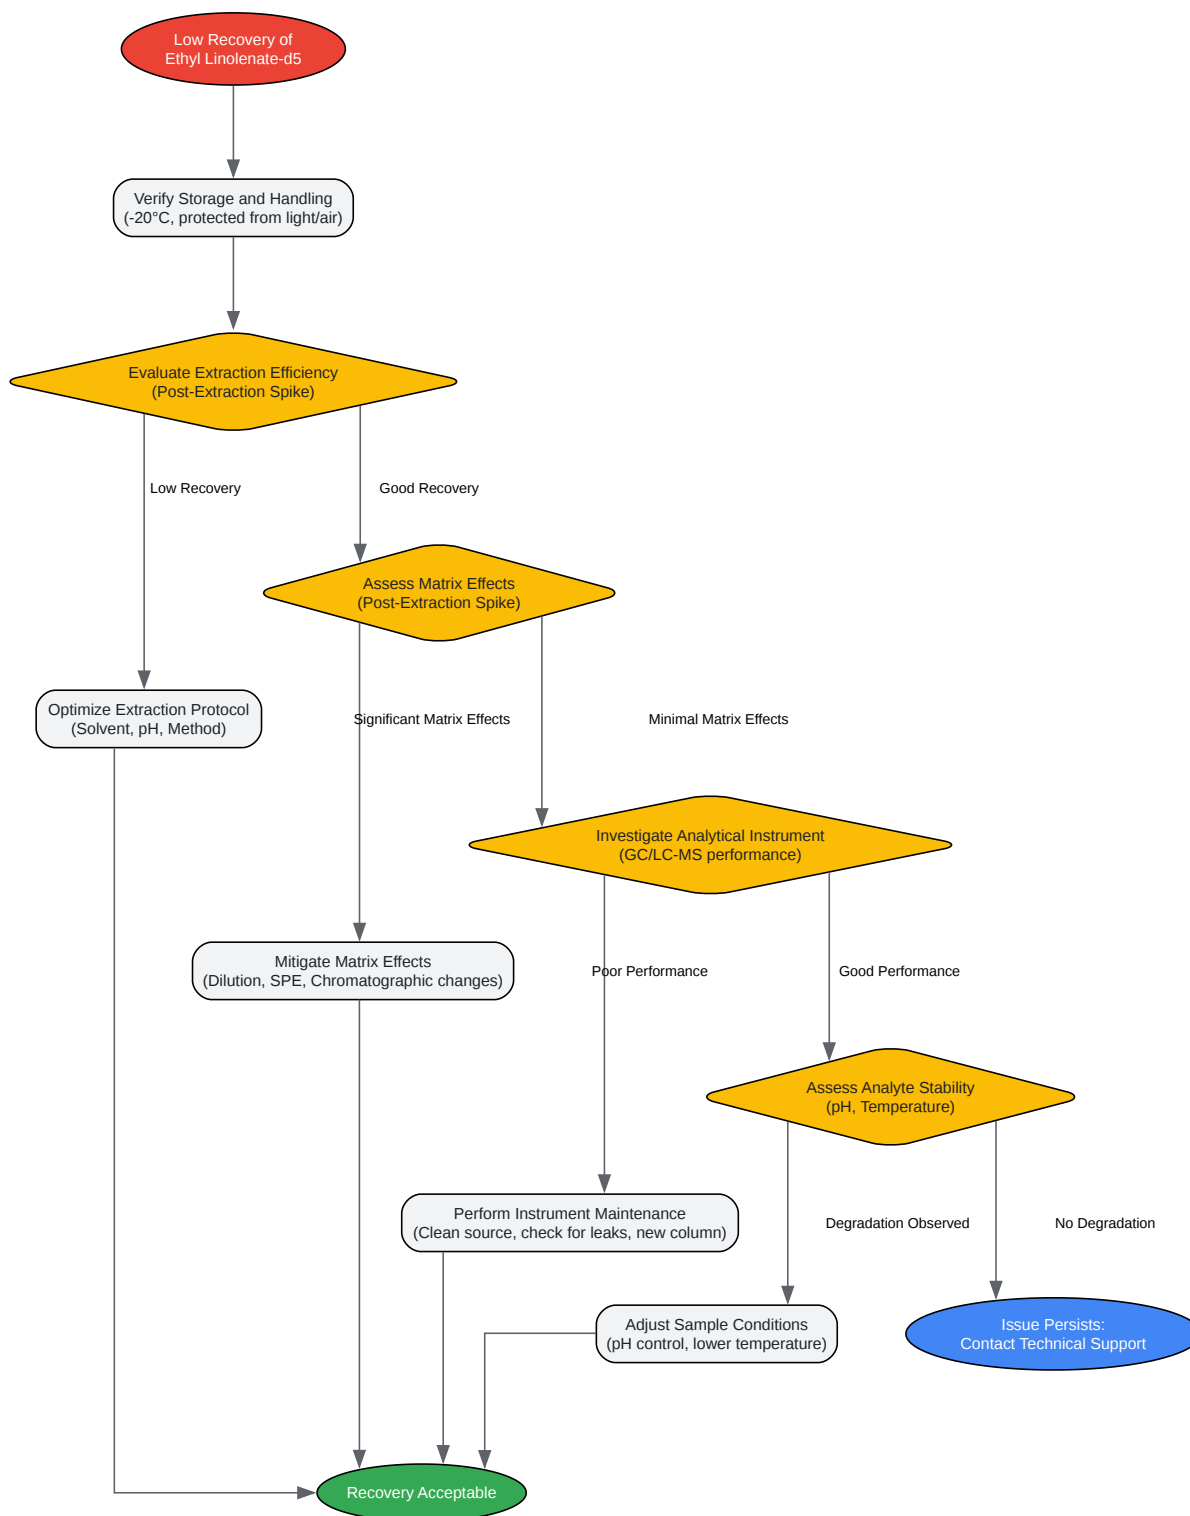 Low Recovery of
Ethyl Linolenate-d5
Verify Storage and Handling
(-20°C, protected from light/air)
Evaluate Extraction Efficiency
(Post-Extraction Spike)
Low Recovery
Good Recovery
Assess Matrix Effects
(Post-Extraction Spike)
Optimize Extraction Protocol
(Solvent, pH, Method)
Significant Matrix Effects
Minimal Matrix Effects
Investigate Analytical Instrument
(GC/LC-MS performance)
Mitigate Matrix Effects
(Dilution, SPE, Chromatographic changes)
Poor Performance
Good Performance
Assess Analyte Stability
(pH, Temperature)
Perform Instrument Maintenance
(Clean source, check for leaks, new column)
Degradation Observed
No Degradation
Adjust Sample Conditions
(pH control, lower temperature)
Issue Persists:
Contact Technical Support
Recovery Acceptable